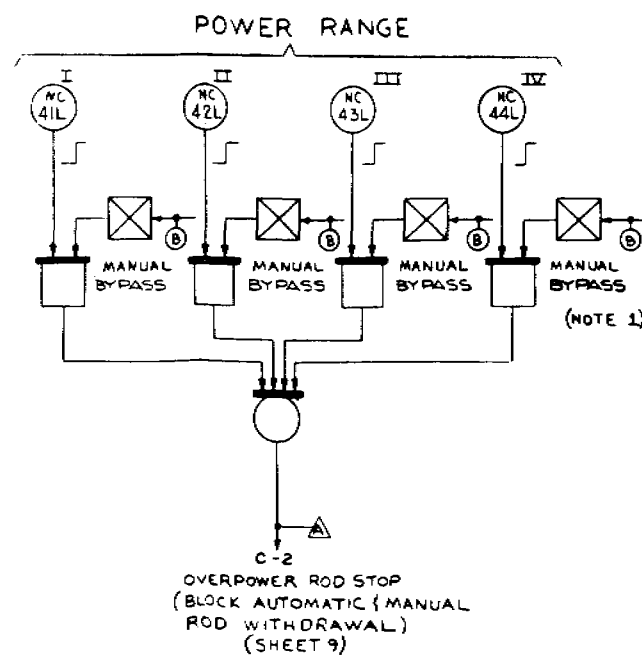 POWER RANGE
I II III IV
NC 41L NC 42L NC 43L NC 44L
B B B B
MANUAL BYPASS MANUAL BYPASS MANUAL BYPASS MANUAL BYPASS
(NOTE 1)
A
C-2
OVERPOWER ROD STOP
(BLOCK AUTOMATIC & MANUAL
ROD WITHDRAWAL)
(SHEET 9)